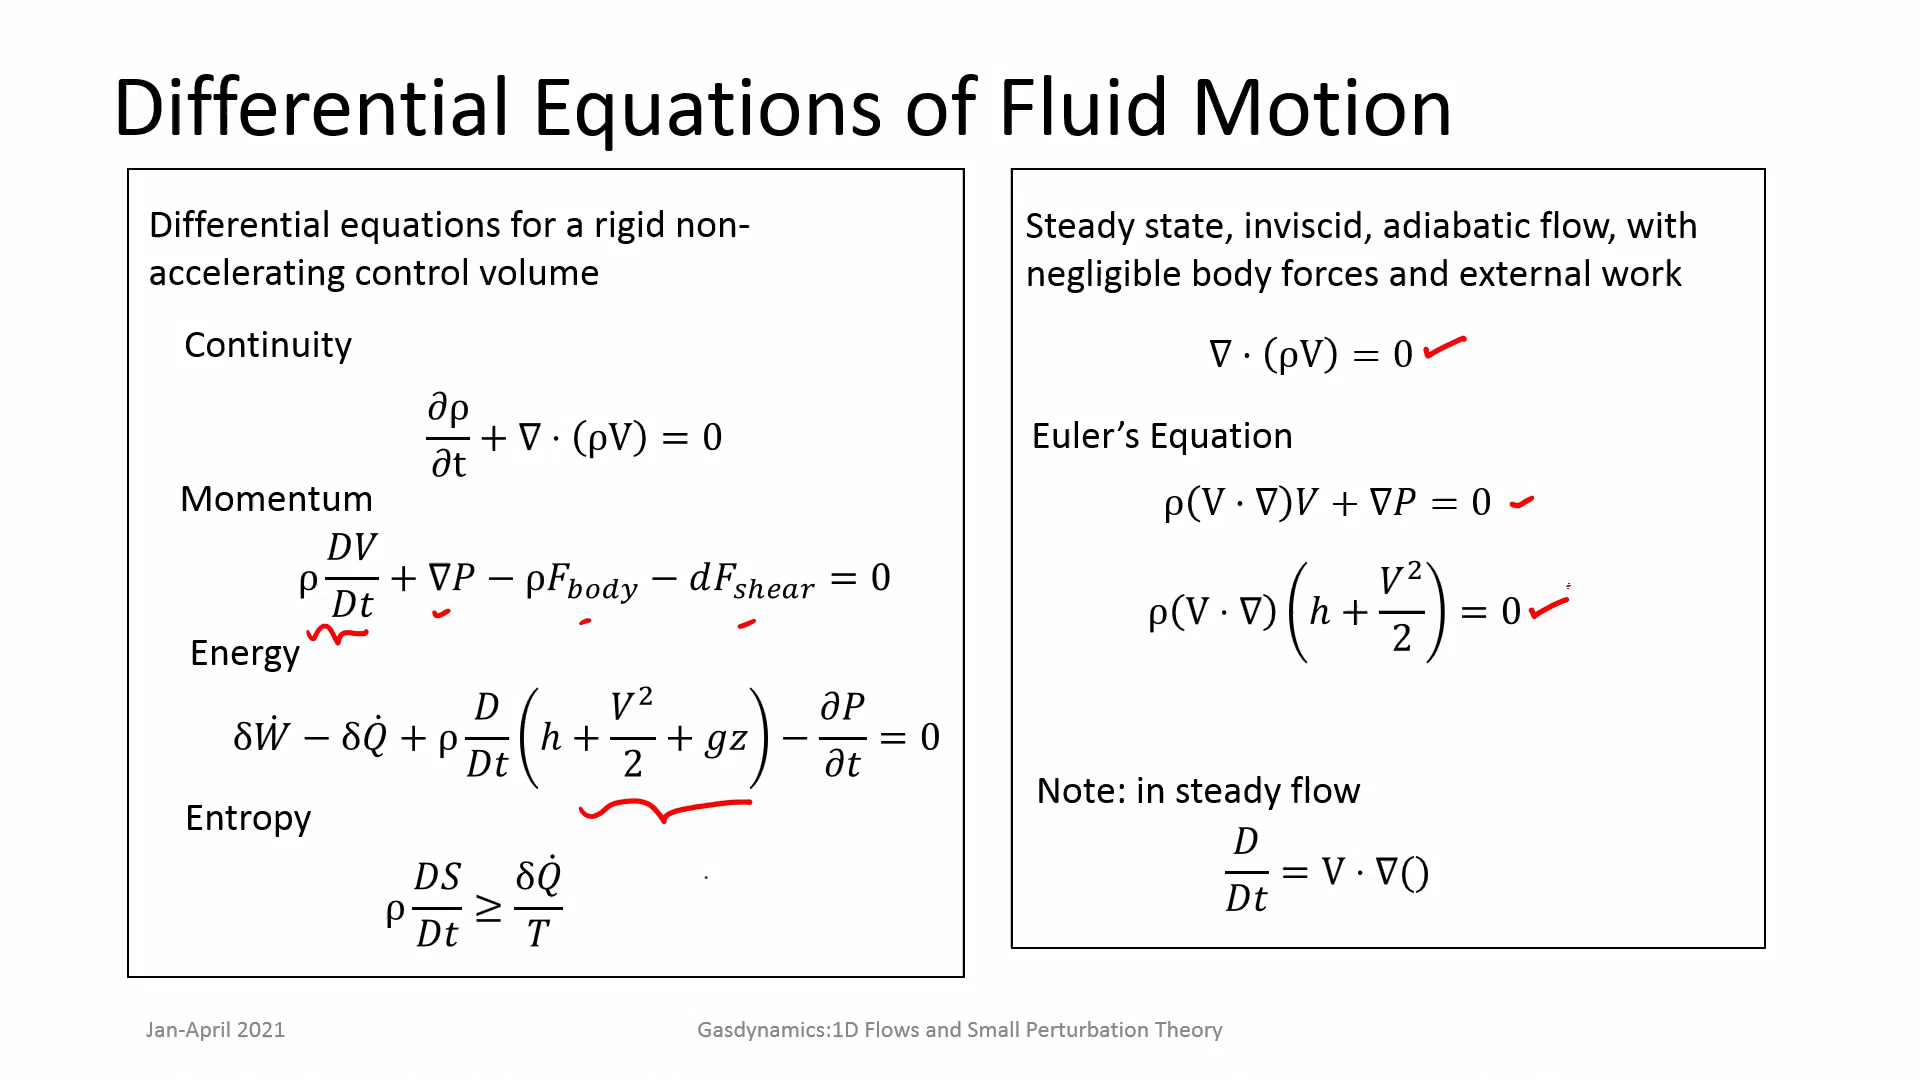 Differential Equations of Fluid Motion
Differential equations for a rigid non-
accelerating control volume
Continuity
∂ρ/∂t + ∇ · (ρV) = 0
Momentum
ρ DV/Dt + ∇P − ρF_body − dF_shear = 0
Energy
δẆ − δQ̇ + ρ D/Dt (h + V²/2 + gz) − ∂P/∂t = 0
Entropy
ρ DS/Dt ≥ δQ̇/T
Steady state, inviscid, adiabatic flow, with
negligible body forces and external work
∇ · (ρV) = 0
Euler’s Equation
ρ(V · ∇)V + ∇P = 0
ρ(V · ∇)(h + V²/2) = 0
Note: in steady flow
D/Dt = V · ∇()
Jan-April 2021
Gasdynamics:1D Flows and Small Perturbation Theory